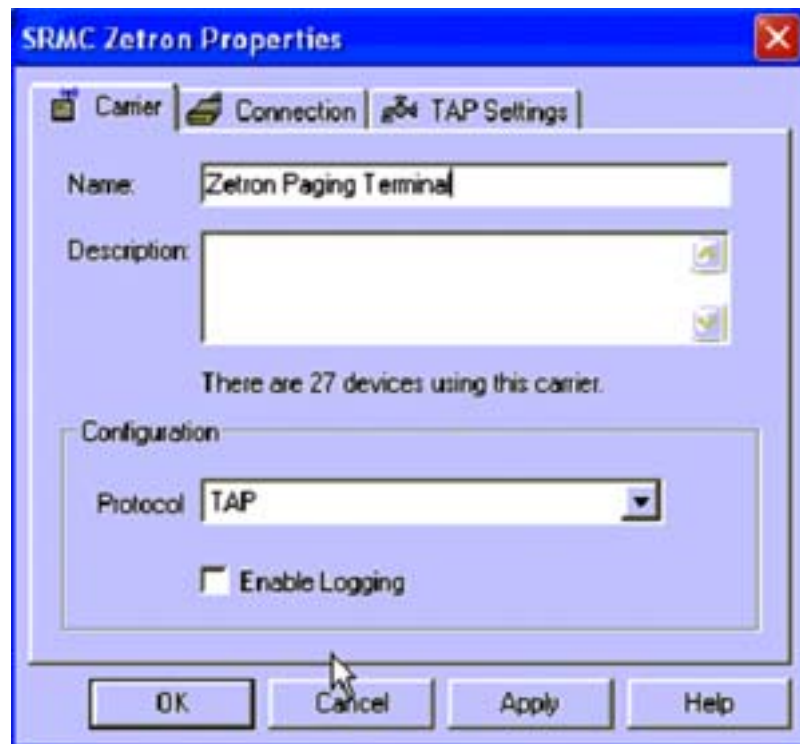 SRMC Zetron Properties
Carrier Connection TAP Settings
Name: Zetron Paging Terminal
Description:
There are 27 devices using this carrier.
Configuration
Protocol TAP
Enable Logging
OK Cancel Apply Help